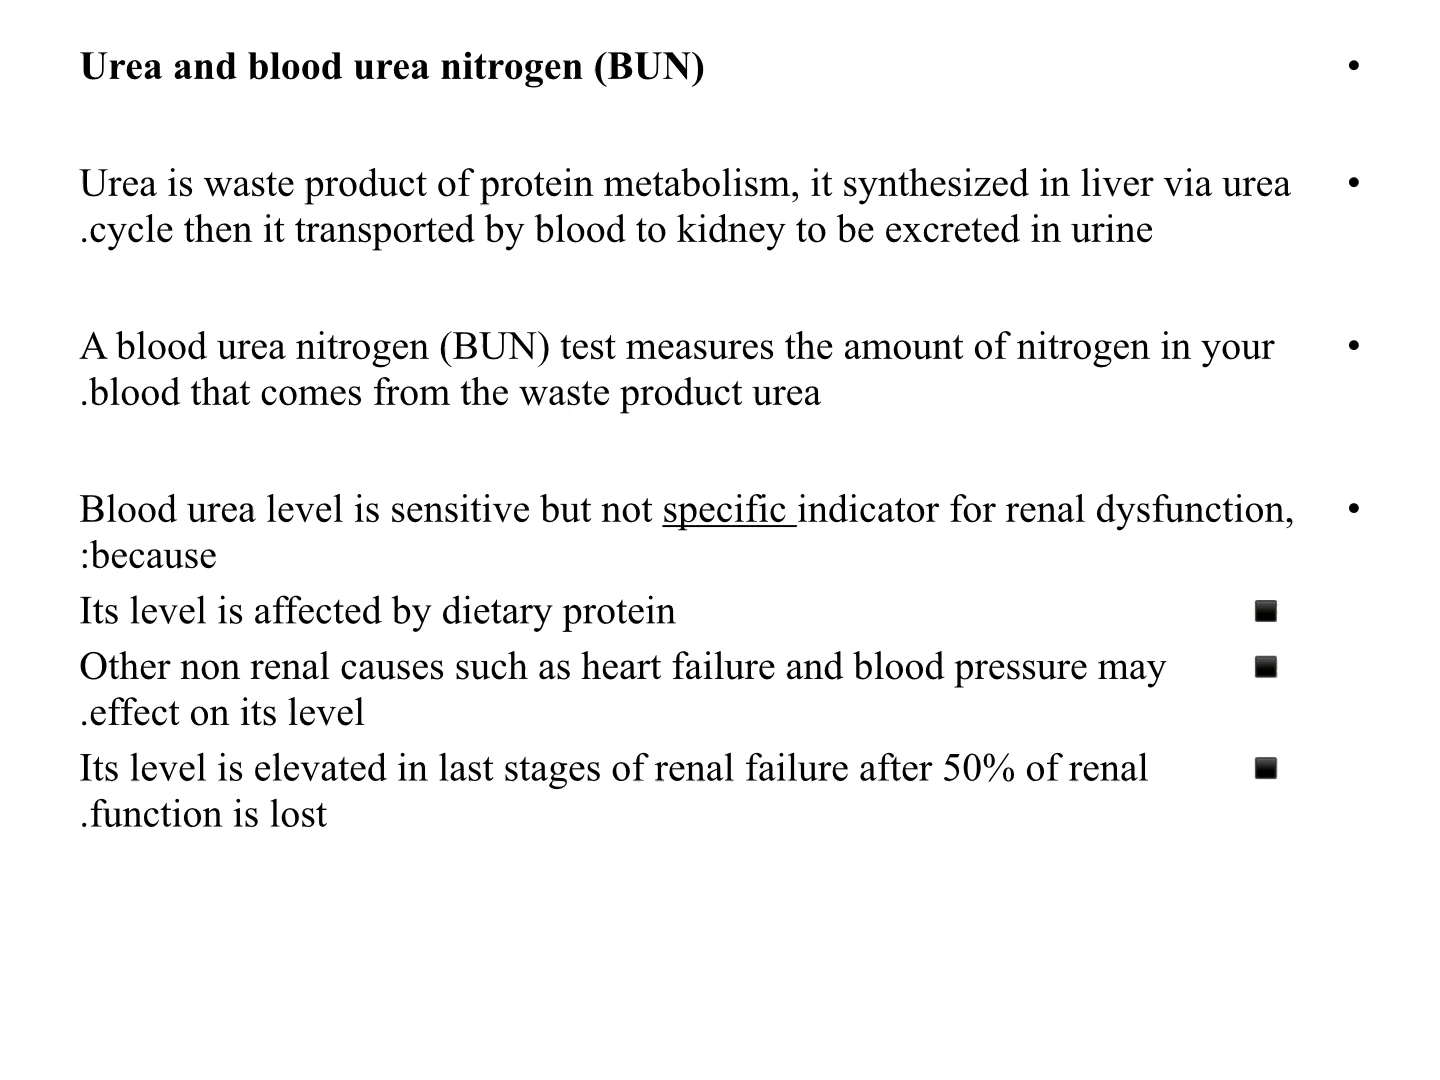 • Urea and blood urea nitrogen (BUN)
• Urea is waste product of protein metabolism, it synthesized in liver via urea
.cycle then it transported by blood to kidney to be excreted in urine
• A blood urea nitrogen (BUN) test measures the amount of nitrogen in your
.blood that comes from the waste product urea
• Blood urea level is sensitive but not specific indicator for renal dysfunction,
:because
▪ Its level is affected by dietary protein
▪ Other non renal causes such as heart failure and blood pressure may
.effect on its level
▪ Its level is elevated in last stages of renal failure after 50% of renal
.function is lost